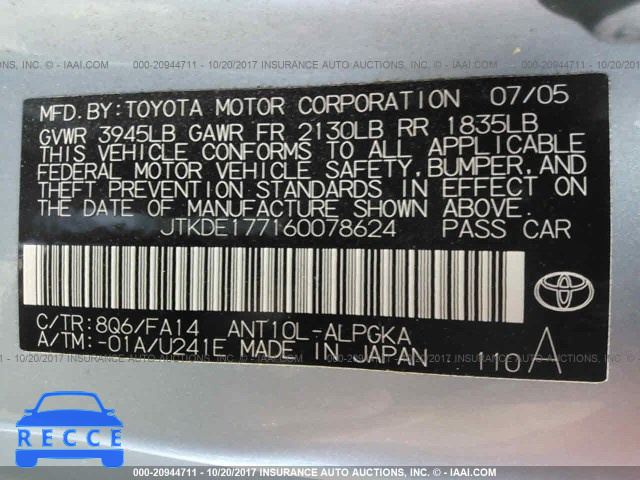 000-20944711 - 10/20/2017 INSURANCE AUTO AUCTIONS - © - IAAI.COM
MFD.BY:TOYOTA MOTOR CORPORATION 07/05
GVWR 3945LB GAWR FR 2130LB RR 1835LB
THIS VEHICLE CONFORMS TO ALL APPLICABLE
FEDERAL MOTOR VEHICLE SAFETY,BUMPER,AND
THEFT PREVENTION STANDARDS IN EFFECT ON
THE DATE OF MANUFACTURE SHOWN ABOVE.
JTKDE177160078624 PASS CAR
C/TR:8Q6/FA14 ANT10L-ALPGKA
A/TM:-01A/U241E MADE IN JAPAN 110 A
RECCE
000-20944711 - 10/20/2017 INSURANCE AUTO AUCTIONS - © - IAAI.COM